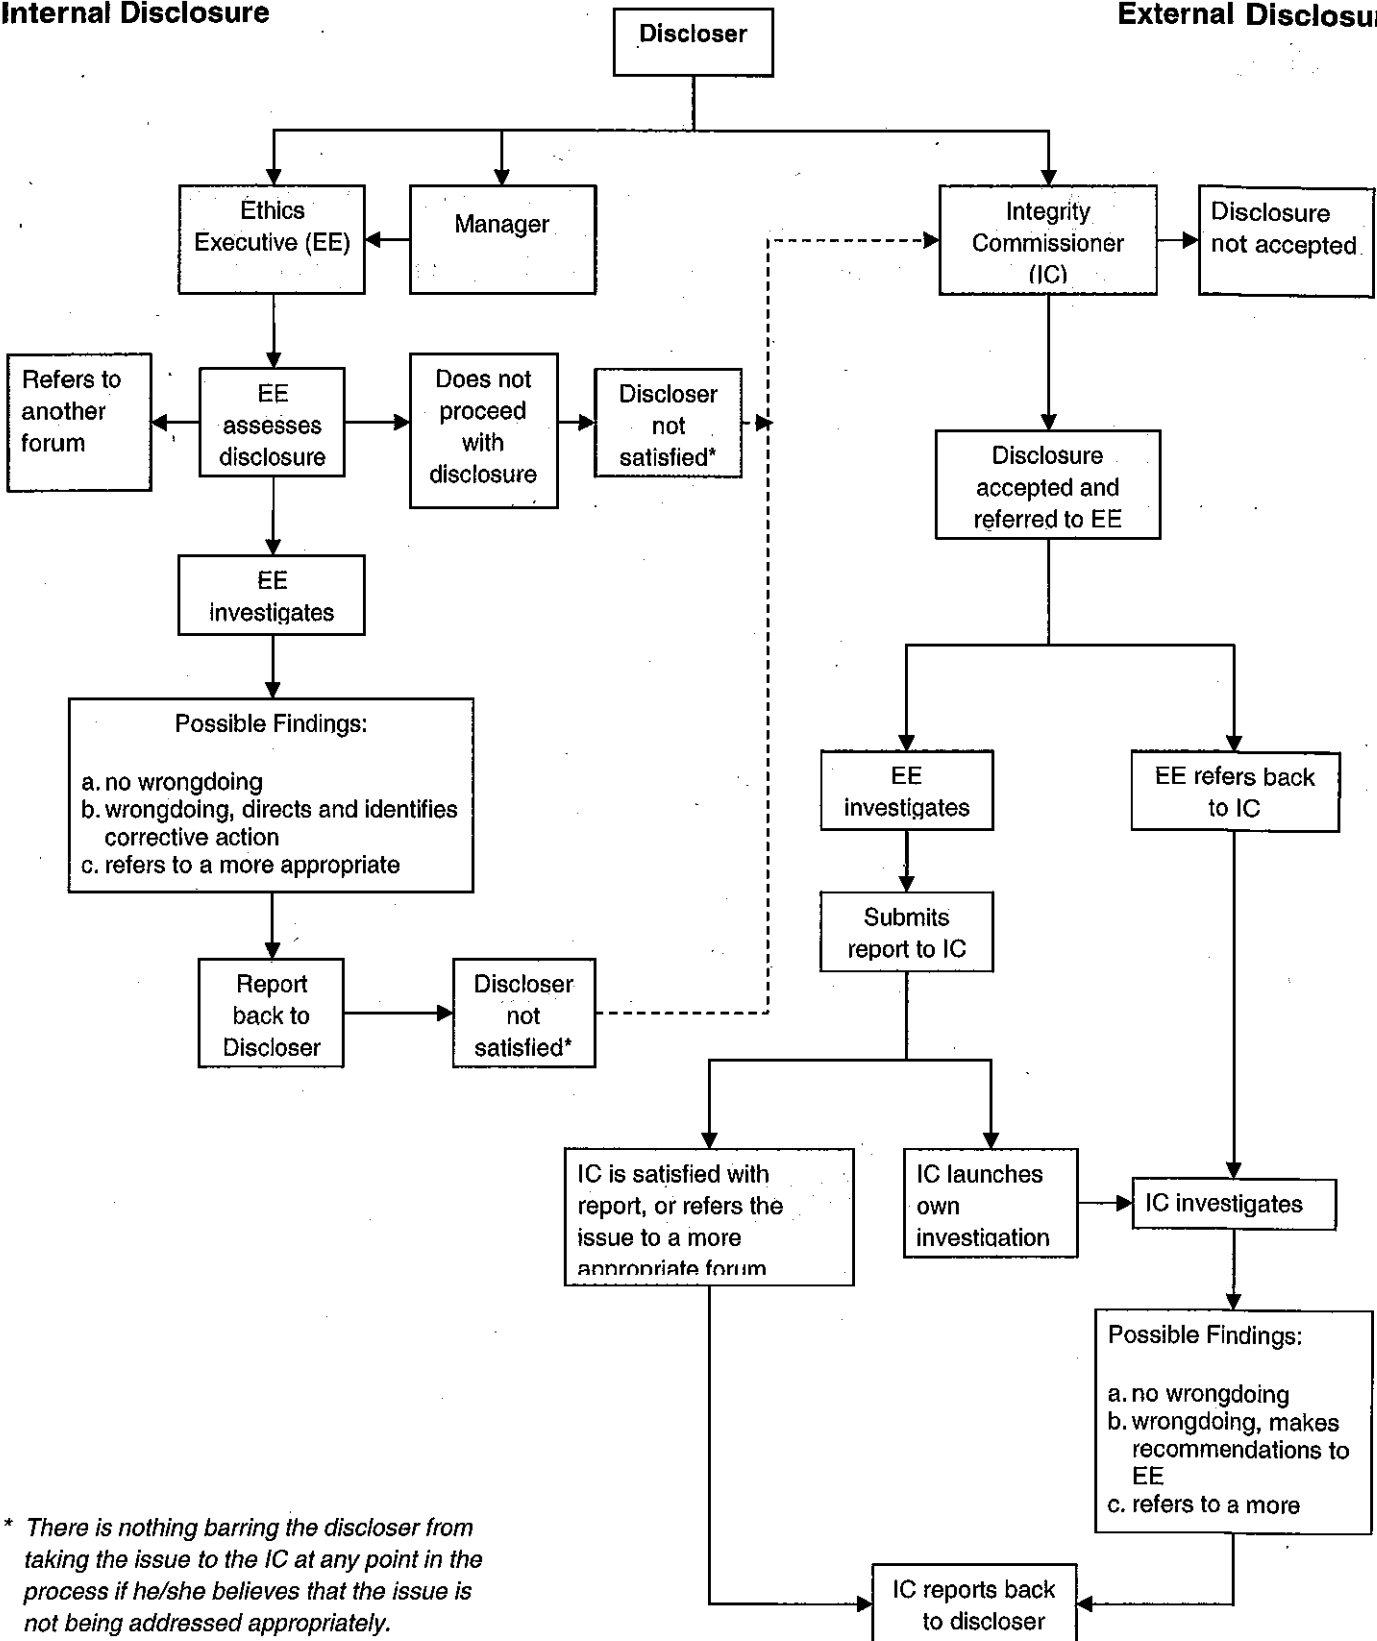 Internal Disclosure
External Disclosur
Discloser
Ethics
Executive (EE)
Manager
Integrity
Commissioner
(IC)
Disclosure
not accepted
Refers to
another
forum
EE
assesses
disclosure
Does not
proceed
with
disclosure
Discloser
not
satisfied*
Disclosure
accepted and
referred to EE
EE
investigates
Possible Findings:
a. no wrongdoing
b. wrongdoing, directs and identifies
corrective action
c. refers to a more appropriate
EE
investigates
EE refers back
to IC
Submits
report to IC
Report
back to
Discloser
Discloser
not
satisfied*
IC is satisfied with
report, or refers the
issue to a more
appropriate forum
IC launches
own
investigation
IC investigates
Possible Findings:
a. no wrongdoing
b. wrongdoing, makes
recommendations to
EE
c. refers to a more
* There is nothing barring the discloser from
taking the issue to the IC at any point in the
process if he/she believes that the issue is
not being addressed appropriately.
IC reports back
to discloser